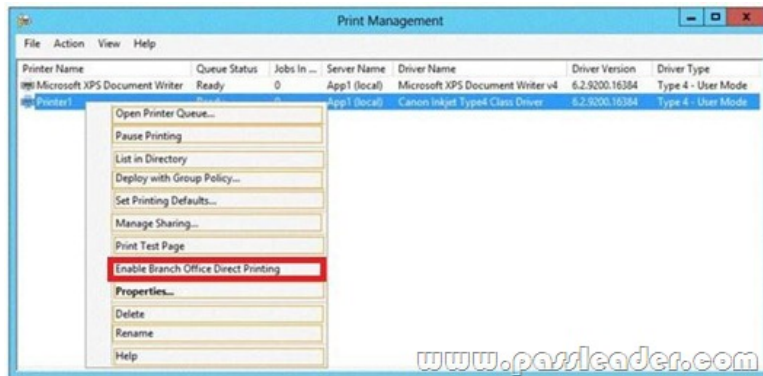 Print Management
File Action View Help
Printer Name Queue Status Jobs In ... Server Name Driver Name Driver Version Driver Type
Microsoft XPS Document Writer Ready 0 App1 (local) Microsoft XPS Document Writer v4 6.2.9200.16384 Type 4 - User Mode
Printer1 Ready 0 App1 (local) Canon Inkjet Type4 Class Driver 6.2.9200.16384 Type 4 - User Mode
Open Printer Queue...
Pause Printing
List in Directory
Deploy with Group Policy...
Set Printing Defaults...
Manage Sharing...
Print Test Page
Enable Branch Office Direct Printing
Properties...
Delete
Rename
Help
www.passleader.com